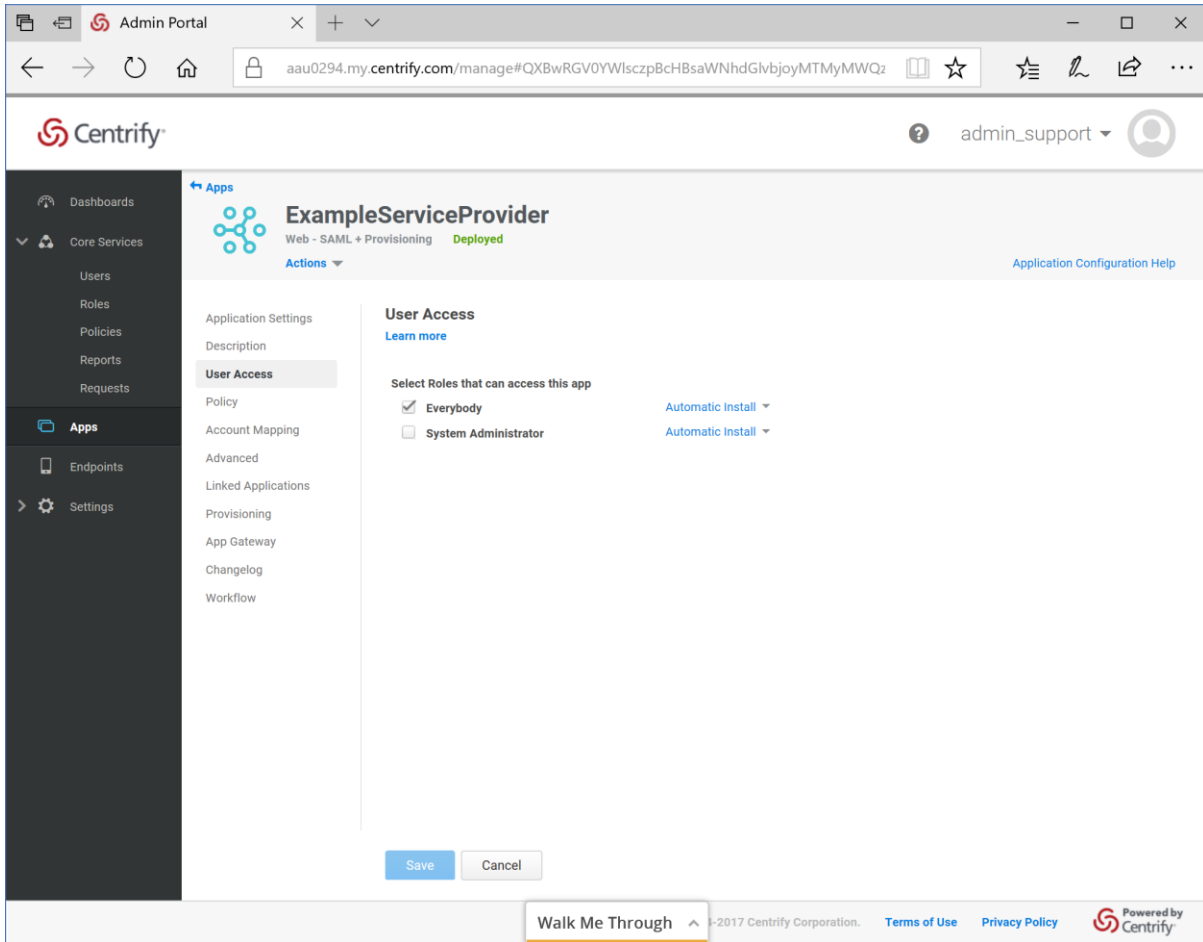 Admin Portal
aau0294.my.centrify.com/manage#QXBwRGV0YWlsczpBcHBsaWNhdGlvbjoyMTMyMWQz
Centrify
admin_support
Dashboards
Core Services
Users
Roles
Policies
Reports
Requests
Apps
Endpoints
Settings
Apps
ExampleServiceProvider
Web - SAML + Provisioning Deployed
Actions
Application Configuration Help
Application Settings
Description
User Access
Policy
Account Mapping
Advanced
Linked Applications
Provisioning
App Gateway
Changelog
Workflow
User Access
Learn more
Select Roles that can access this app
Everybody Automatic Install
System Administrator Automatic Install
Save Cancel
Walk Me Through
-2017 Centrify Corporation. Terms of Use Privacy Policy
Powered by
Centrify